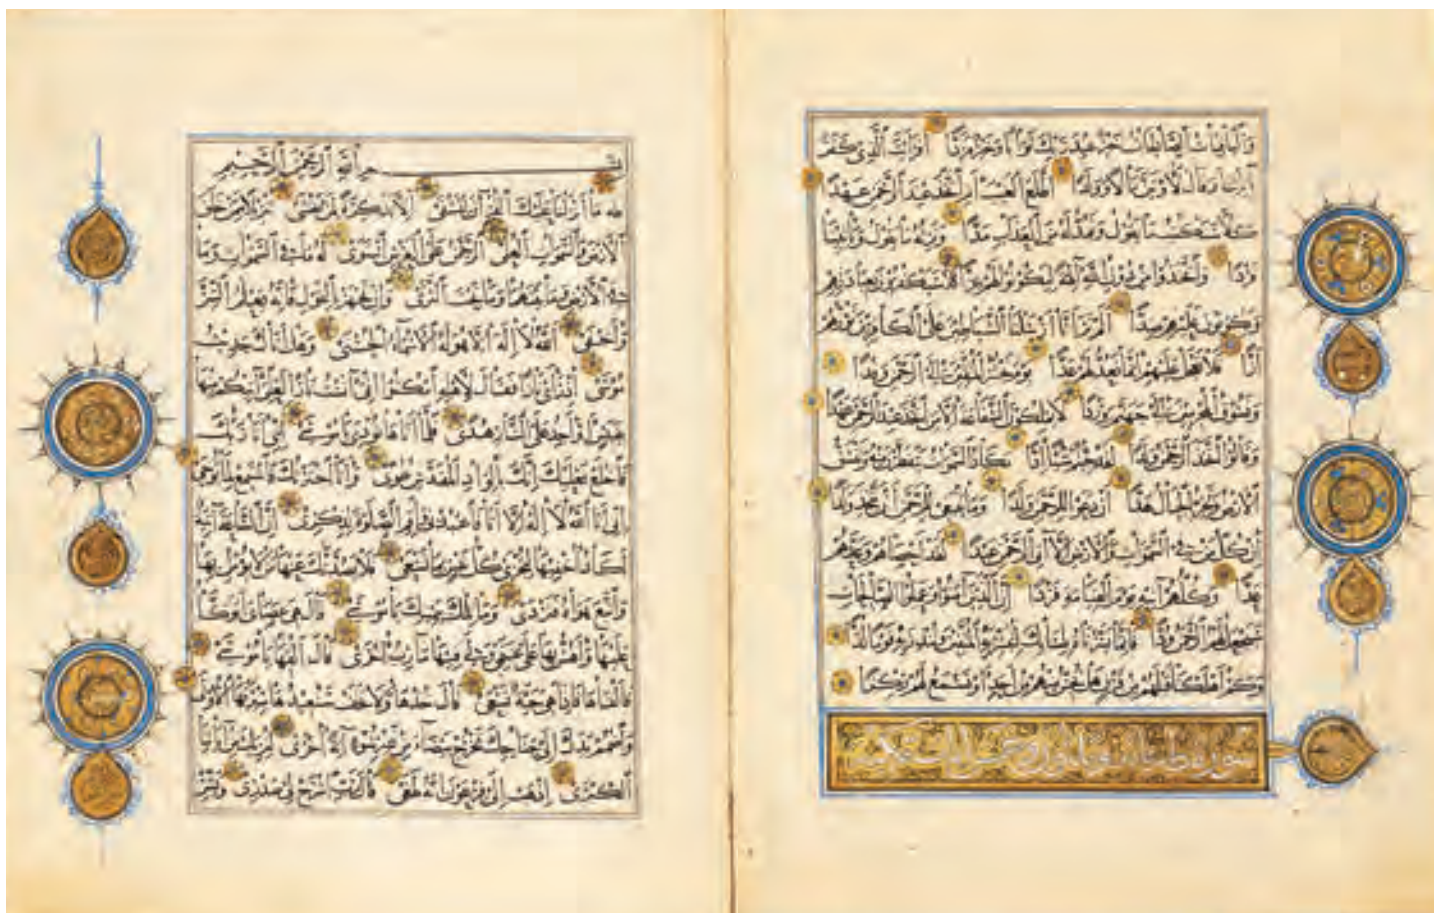 والباقيات الصالحات خير عند ربك ثوابا وخير مردا أفرأيت الذي كفر
بآياتنا وقال لأوتين مالا وولدا أطلع الغيب أم اتخذ عند الرحمن عهدا
كلا سنكتب ما يقول ونمد له من العذاب مدا ونرثه ما يقول ويأتينا
فردا واتخذوا من دون الله آلهة ليكونوا لهم عزا كلا سيكفرون بعبادتهم
ويكونون عليهم ضدا ألم تر أنا أرسلنا الشياطين على الكافرين تؤزهم
أزا فلا تعجل عليهم إنما نعد لهم عدا يوم نحشر المتقين إلى الرحمن وفدا
ونسوق المجرمين إلى جهنم وردا لا يملكون الشفاعة إلا من اتخذ عند الرحمن عهدا
وقالوا اتخذ الرحمن ولدا لقد جئتم شيئا إدا تكاد السموات يتفطرن منه وتنشق
الأرض وتخر الجبال هدا أن دعوا للرحمن ولدا وما ينبغي للرحمن أن يتخذ ولدا
إن كل من في السموات والأرض إلا آتي الرحمن عبدا لقد أحصاهم وعدهم
عدا وكلهم آتيه يوم القيامة فردا إن الذين آمنوا وعملوا الصالحات
سيجعل لهم الرحمن ودا فإنما يسرناه بلسانك لتبشر به المتقين وتنذر به قوما لدا
وكم أهلكنا قبلهم من قرن هل تحس منهم من أحد أو تسمع لهم ركزا
سورة طه
بسم الله الرحمن الرحيم
طه ما أنزلنا عليك القرآن لتشقى إلا تذكرة لمن يخشى تنزيلا ممن خلق
الأرض والسموات العلى الرحمن على العرش استوى له ما في السموات وما
في الأرض وما بينهما وما تحت الثرى وإن تجهر بالقول فإنه يعلم السر
وأخفى الله لا إله إلا هو له الأسماء الحسنى وهل أتاك حديث
موسى إذ رأى نارا فقال لأهله امكثوا إني آنست نارا لعلي آتيكم منها
بقبس أو أجد على النار هدى فلما أتاها نودي يا موسى إني أنا ربك
فاخلع نعليك إنك بالواد المقدس طوى وأنا اخترتك فاستمع لما يوحى
إنني أنا الله لا إله إلا أنا فاعبدني وأقم الصلوة لذكري إن الساعة آتية
أكاد أخفيها لتجزى كل نفس بما تسعى فلا يصدنك عنها من لا يؤمن بها
واتبع هواه فتردى وما تلك بيمينك يا موسى قال هي عصاي أتوكأ
عليها وأهش بها على غنمي ولي فيها مآرب أخرى قال ألقها يا موسى
فألقاها فإذا هي حية تسعى قال خذها ولا تخف سنعيدها سيرتها الأولى
واضمم يدك إلى جناحك تخرج بيضاء من غير سوء آية أخرى لنريك من آياتنا
الكبرى اذهب إلى فرعون إنه طغى قال رب اشرح لي صدري ويسر